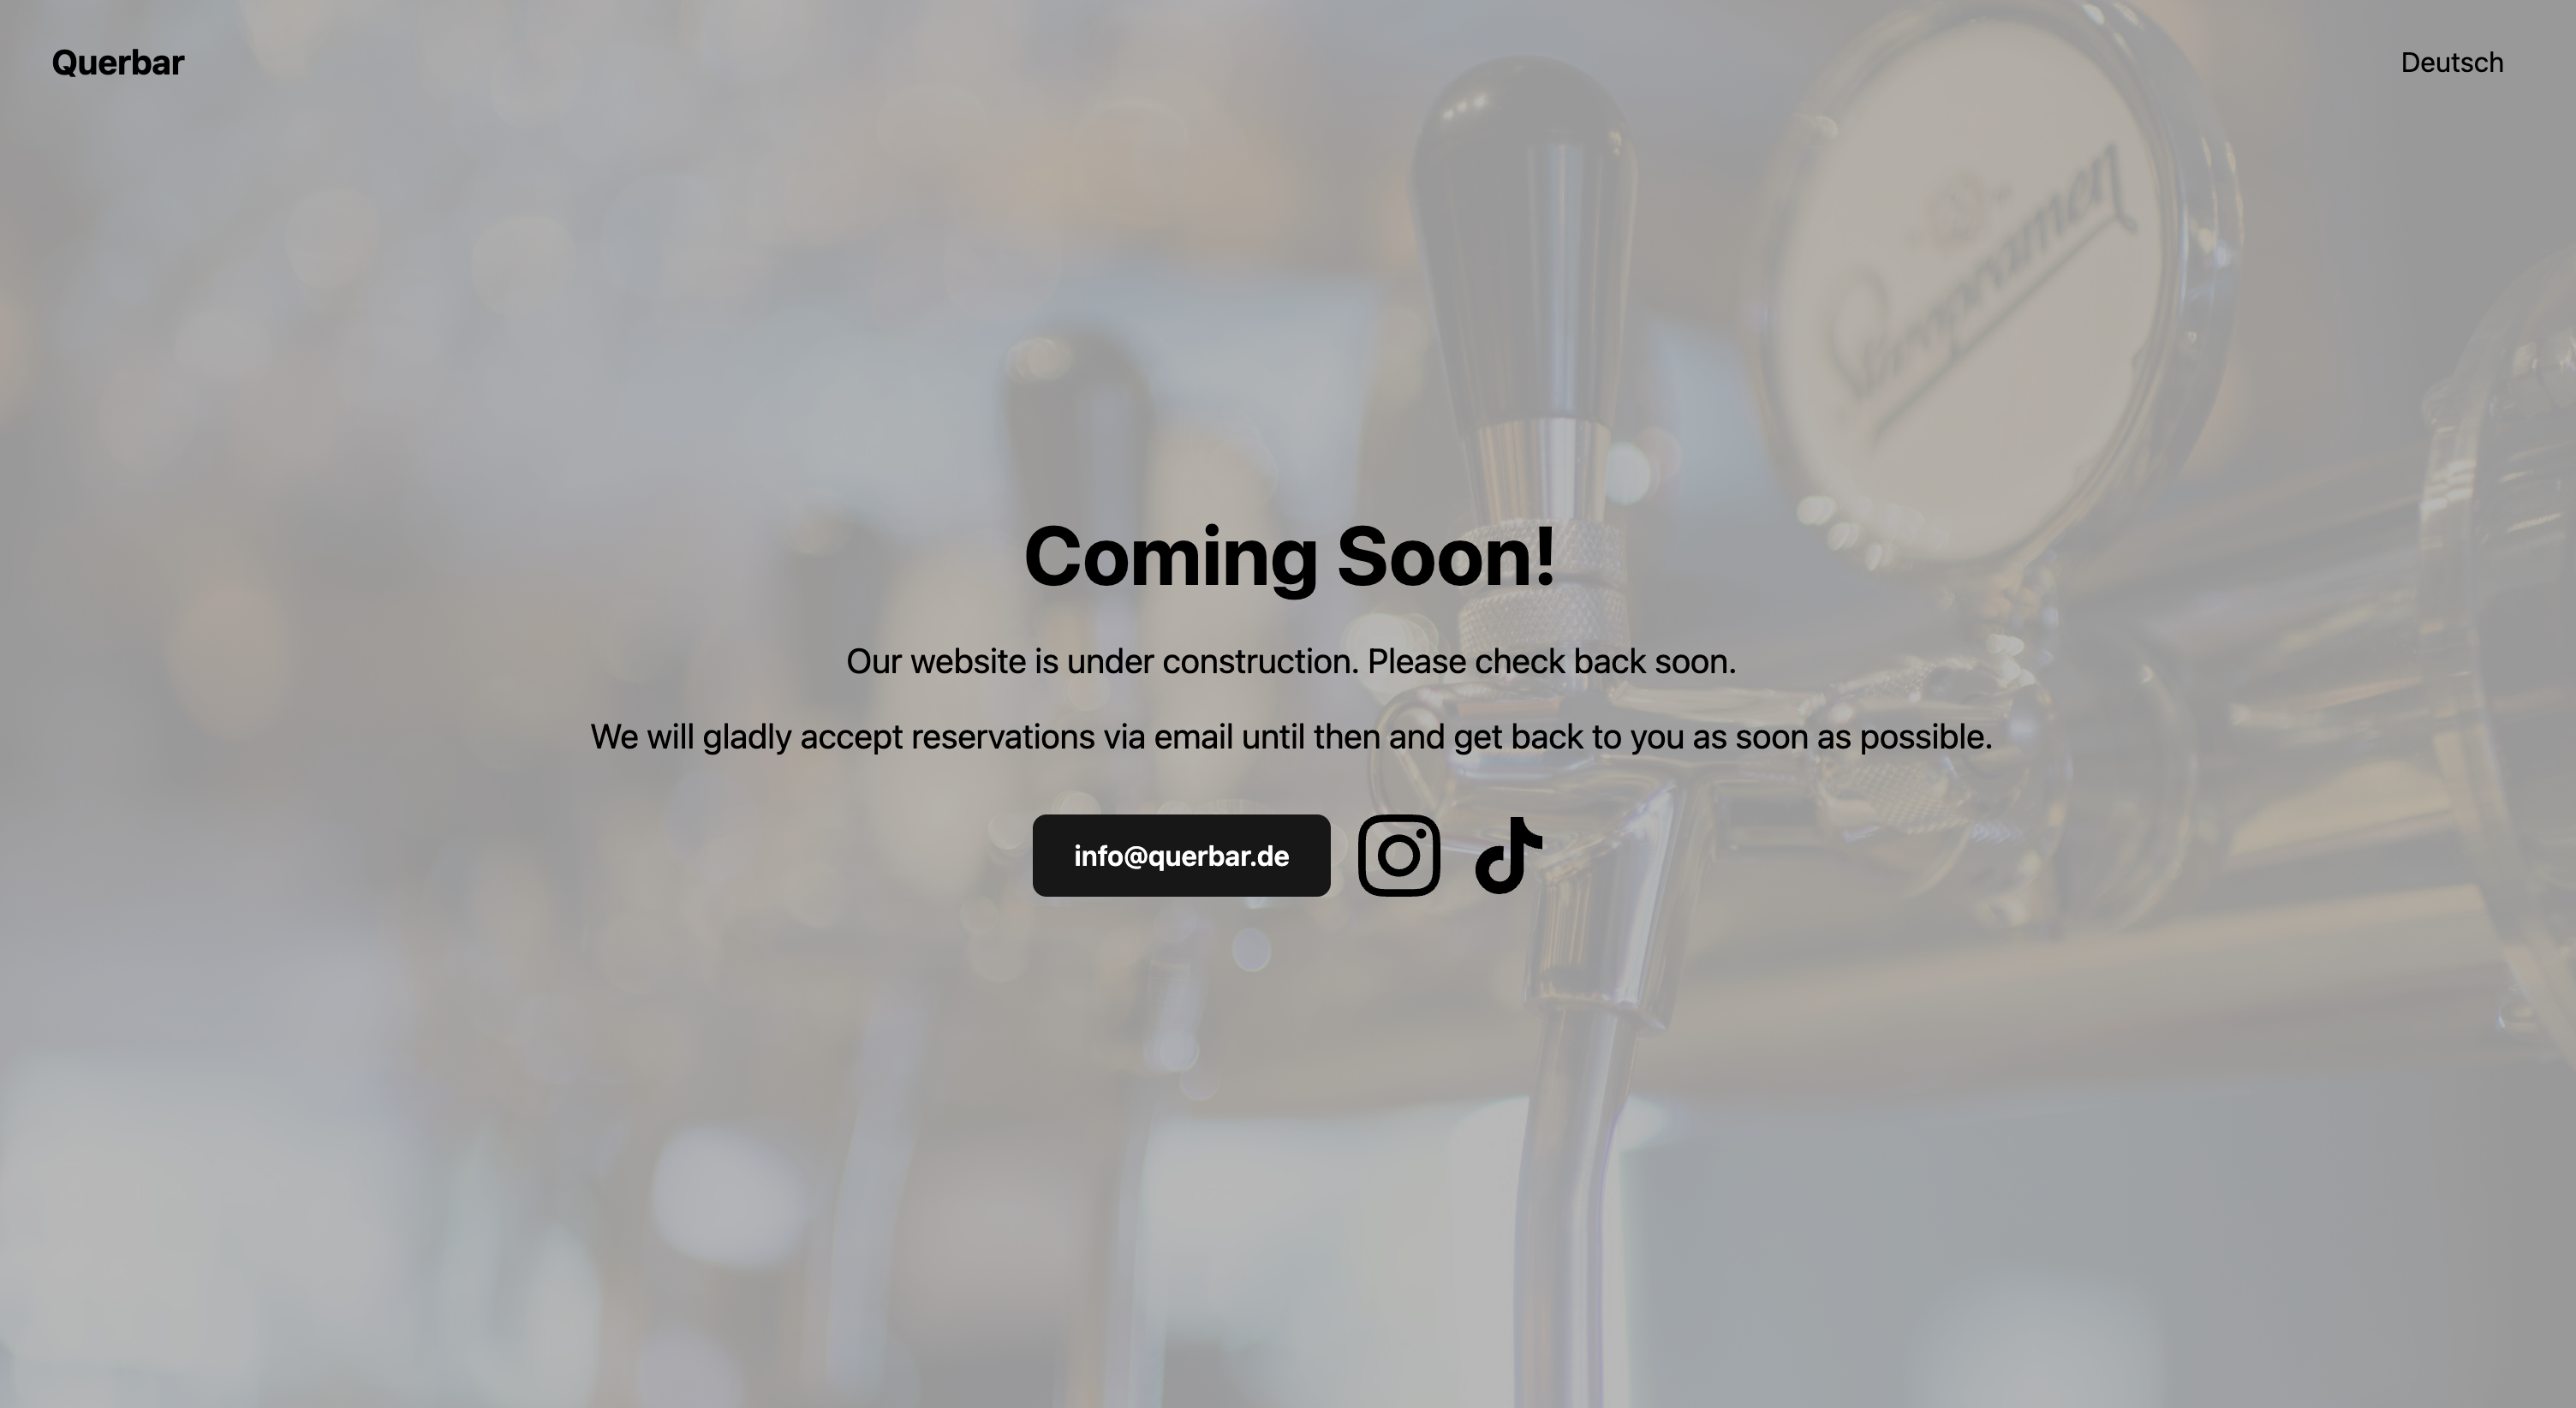 Querbar
Deutsch
Staropramen
Coming Soon!
Our website is under construction. Please check back soon.
We will gladly accept reservations via email until then and get back to you as soon as possible.
info@querbar.de